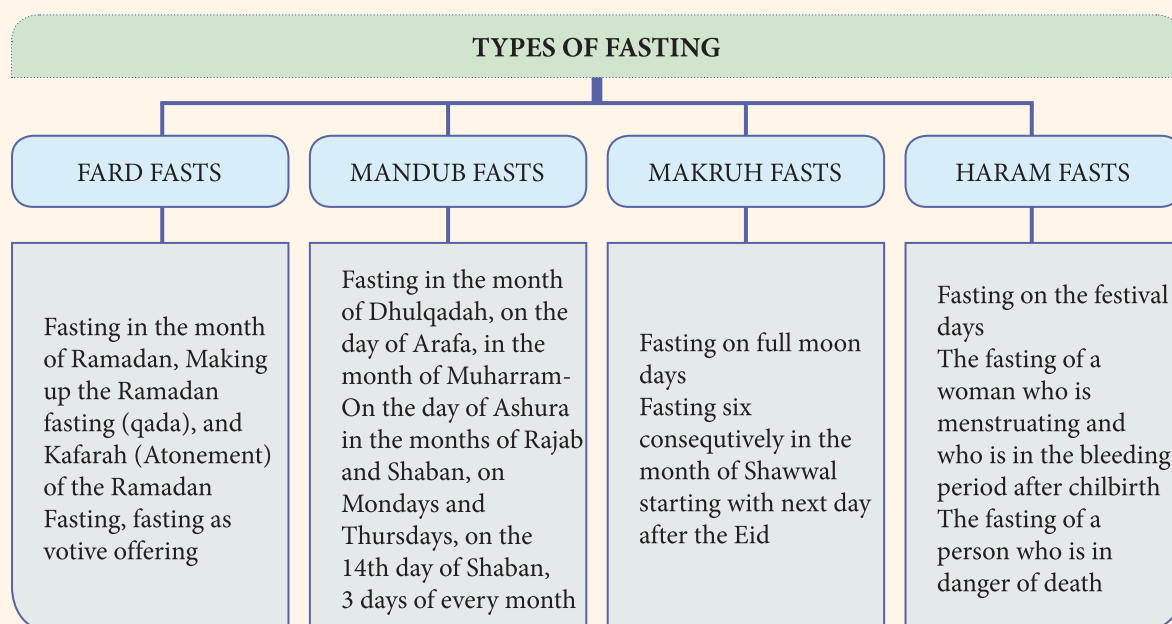 TYPES OF FASTING
FARD FASTS
MANDUB FASTS
MAKRUH FASTS
HARAM FASTS
Fasting in the month
of Ramadan, Making
up the Ramadan
fasting (qada), and
Kafarah (Atonement)
of the Ramadan
Fasting, fasting as
votive offering
Fasting in the month
of Dhulqadah, on the
day of Arafa, in the
month of Muharram-
On the day of Ashura
in the months of Rajab
and Shaban, on
Mondays and
Thursdays, on the
14th day of Shaban,
3 days of every month
Fasting on full moon
days
Fasting six
consequtively in the
month of Shawwal
starting with next day
after the Eid
Fasting on the festival
days
The fasting of a
woman who is
menstruating and
who is in the bleeding
period after chilbirth
The fasting of a
person who is in
danger of death